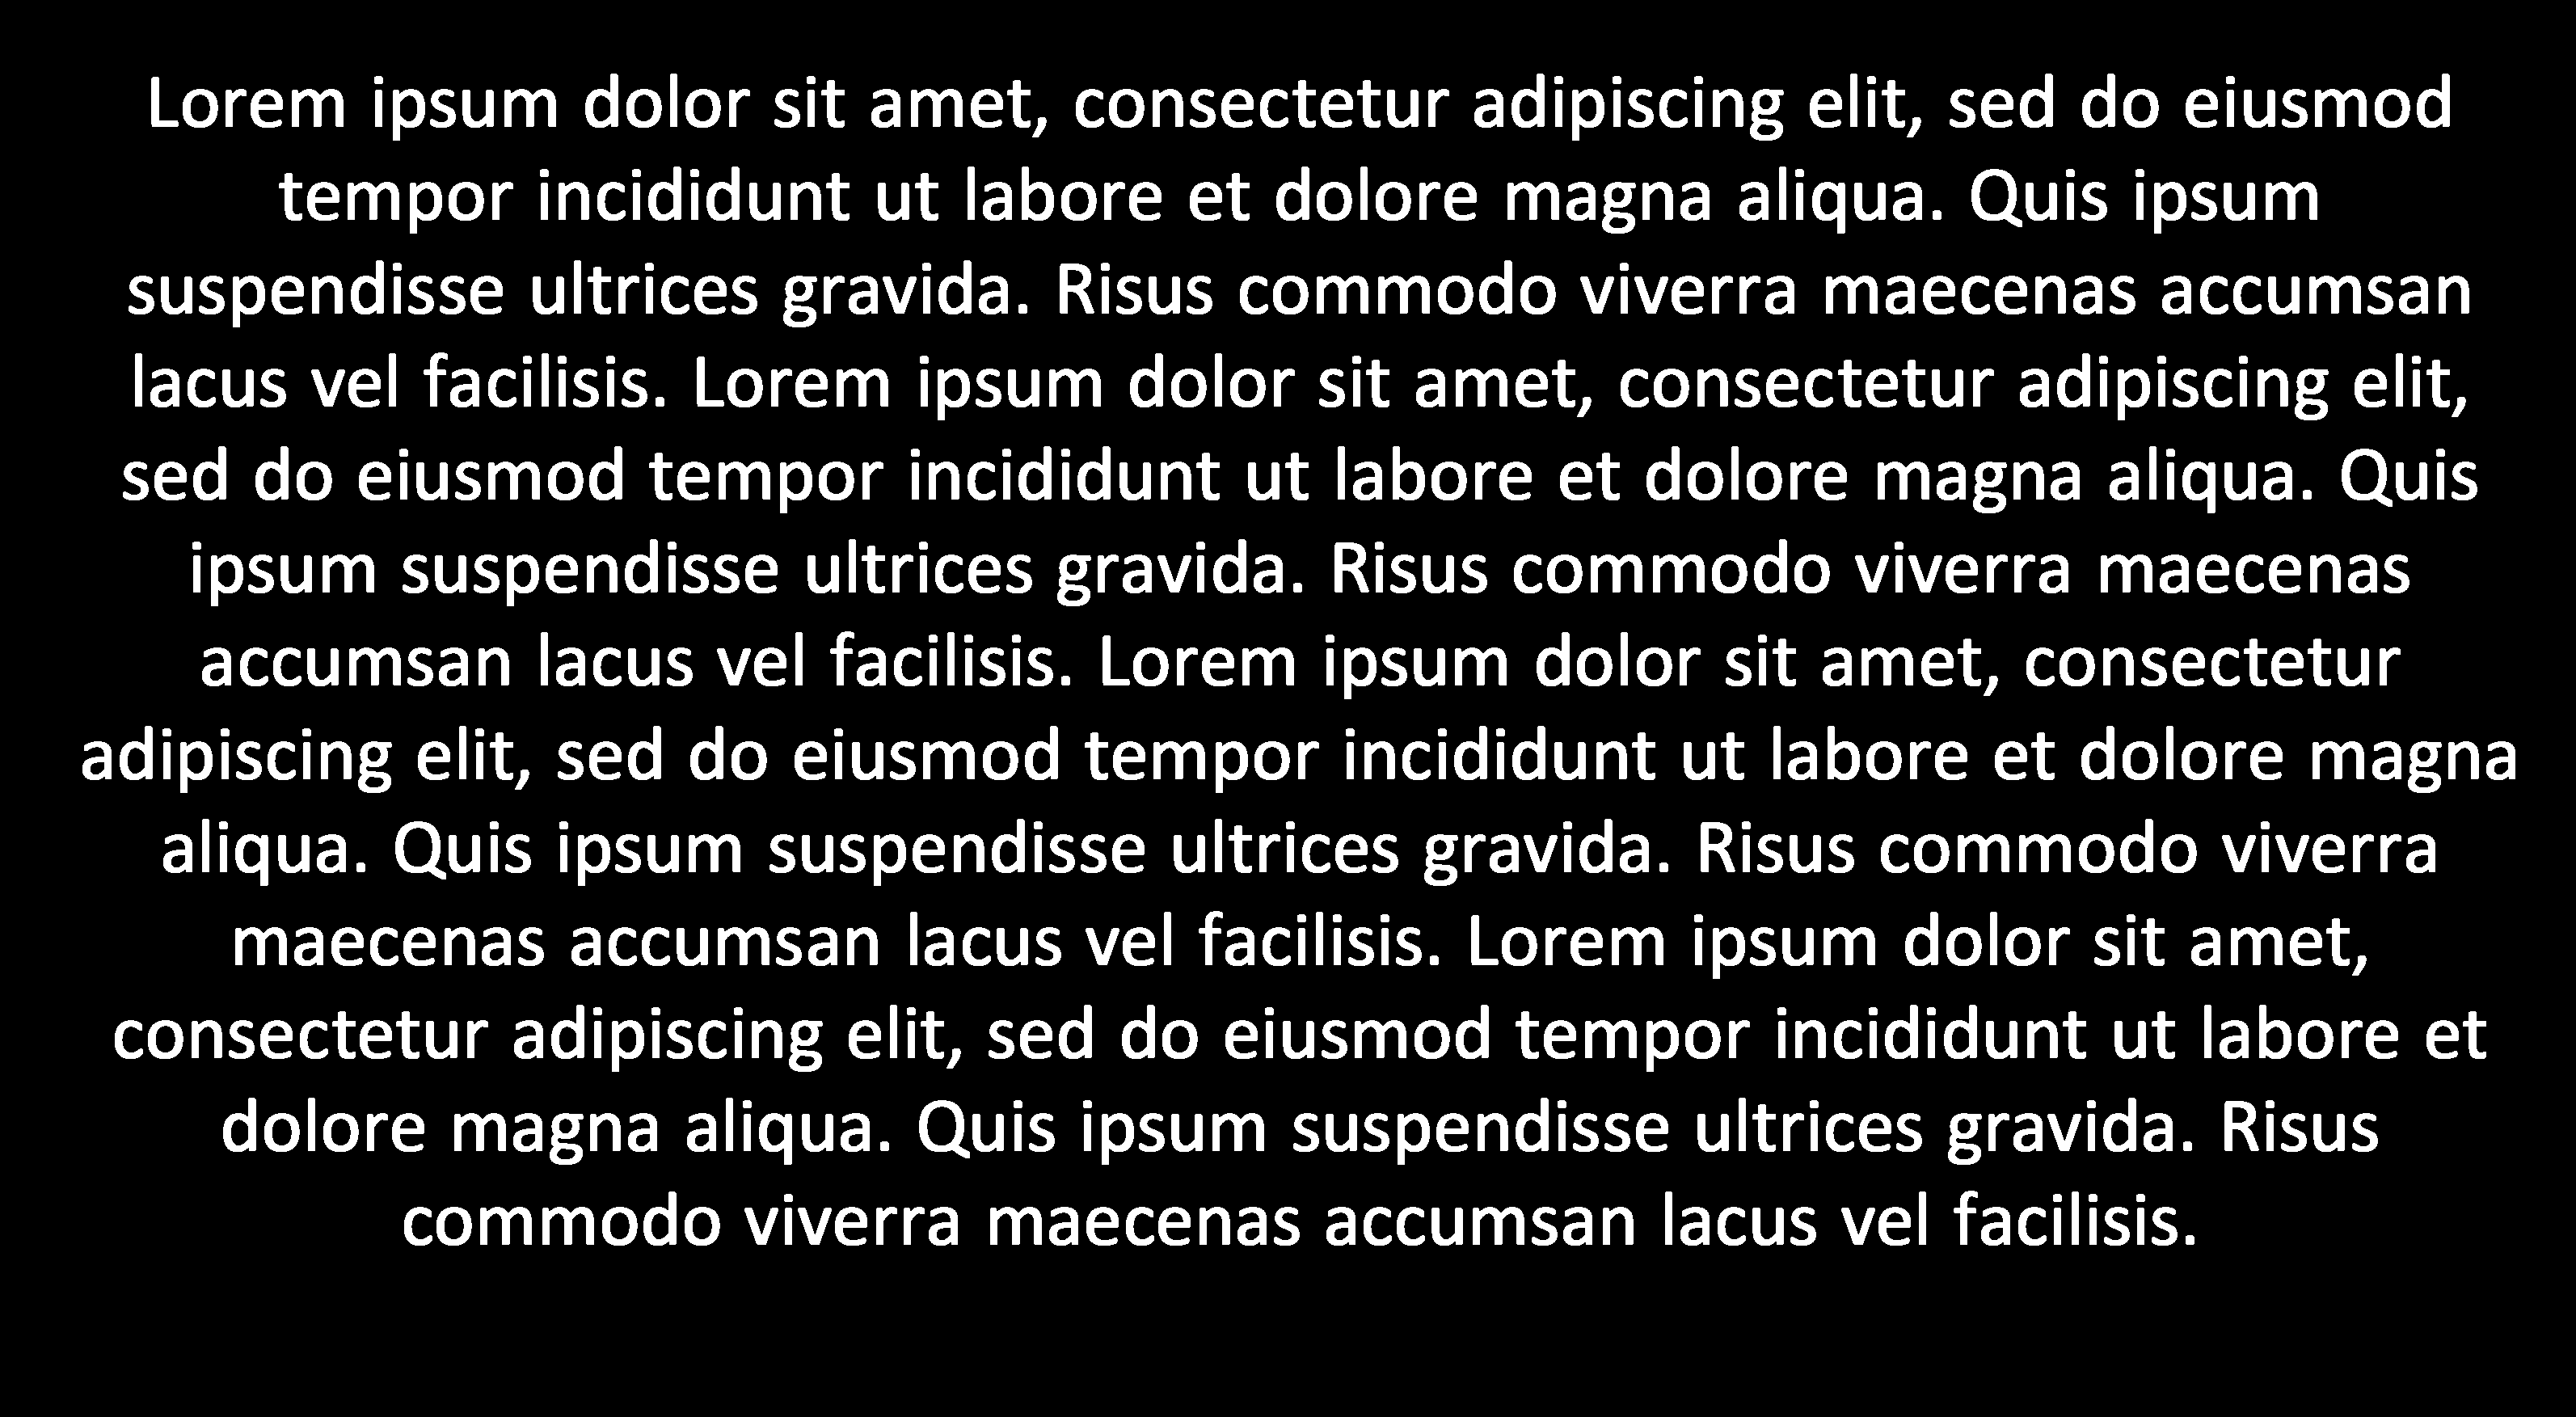 Lorem ipsum dolor sit amet, consectetur adipiscing elit, sed do eiusmod
tempor incididunt ut labore et dolore magna aliqua. Quis ipsum
suspendisse ultrices gravida. Risus commodo viverra maecenas accumsan
lacus vel facilisis. Lorem ipsum dolor sit amet, consectetur adipiscing elit,
sed do eiusmod tempor incididunt ut labore et dolore magna aliqua. Quis
ipsum suspendisse ultrices gravida. Risus commodo viverra maecenas
accumsan lacus vel facilisis. Lorem ipsum dolor sit amet, consectetur
adipiscing elit, sed do eiusmod tempor incididunt ut labore et dolore magna
aliqua. Quis ipsum suspendisse ultrices gravida. Risus commodo viverra
maecenas accumsan lacus vel facilisis. Lorem ipsum dolor sit amet,
consectetur adipiscing elit, sed do eiusmod tempor incididunt ut labore et
dolore magna aliqua. Quis ipsum suspendisse ultrices gravida. Risus
commodo viverra maecenas accumsan lacus vel facilisis.